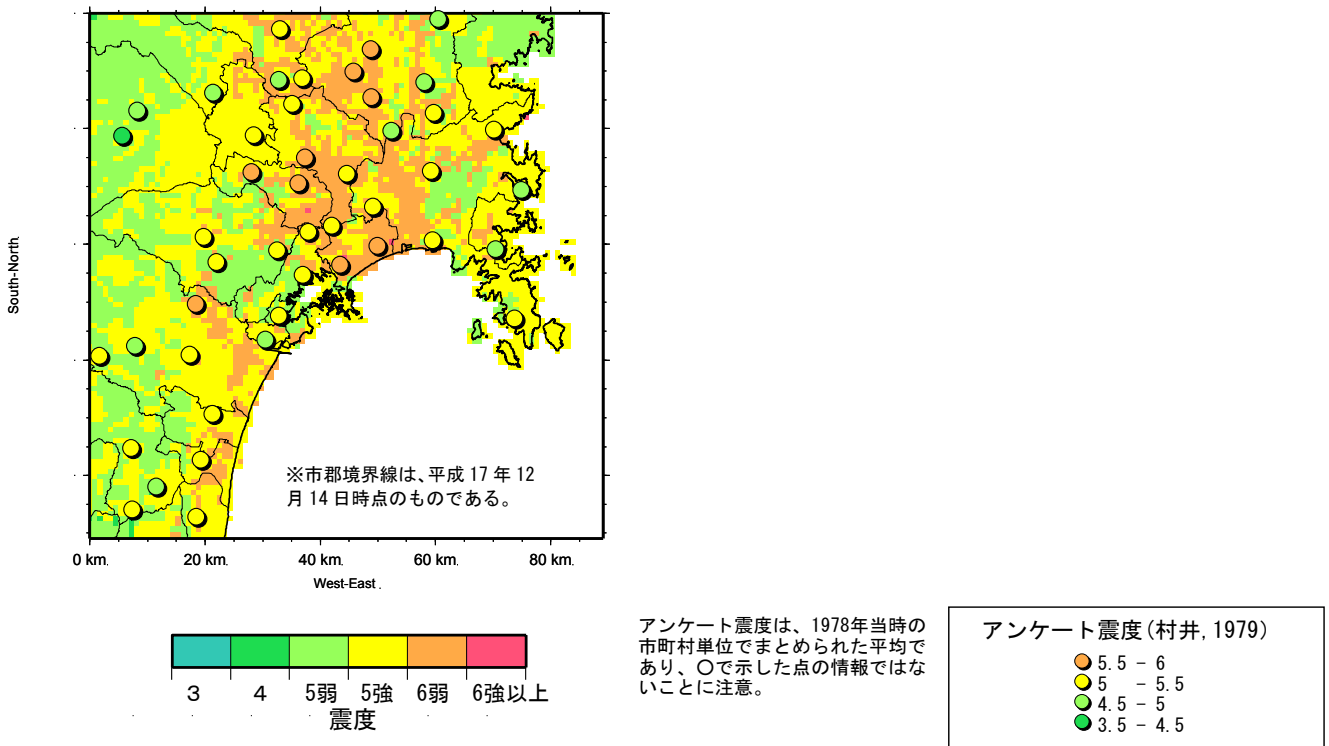 South-North
※市郡境界線は、平成 17 年 12
月 14 日時点のものである。
0 km. 20 km. 40 km. 60 km. 80 km.
West-East .
3 4 5弱 5強 6弱 6強以上
震度
アンケート震度は、1978年当時の
市町村単位でまとめられた平均で
あり、〇で示した点の情報ではな
いことに注意。
アンケート震度(村井, 1979)
5.5 - 6
5 - 5.5
4.5 - 5
3.5 - 4.5